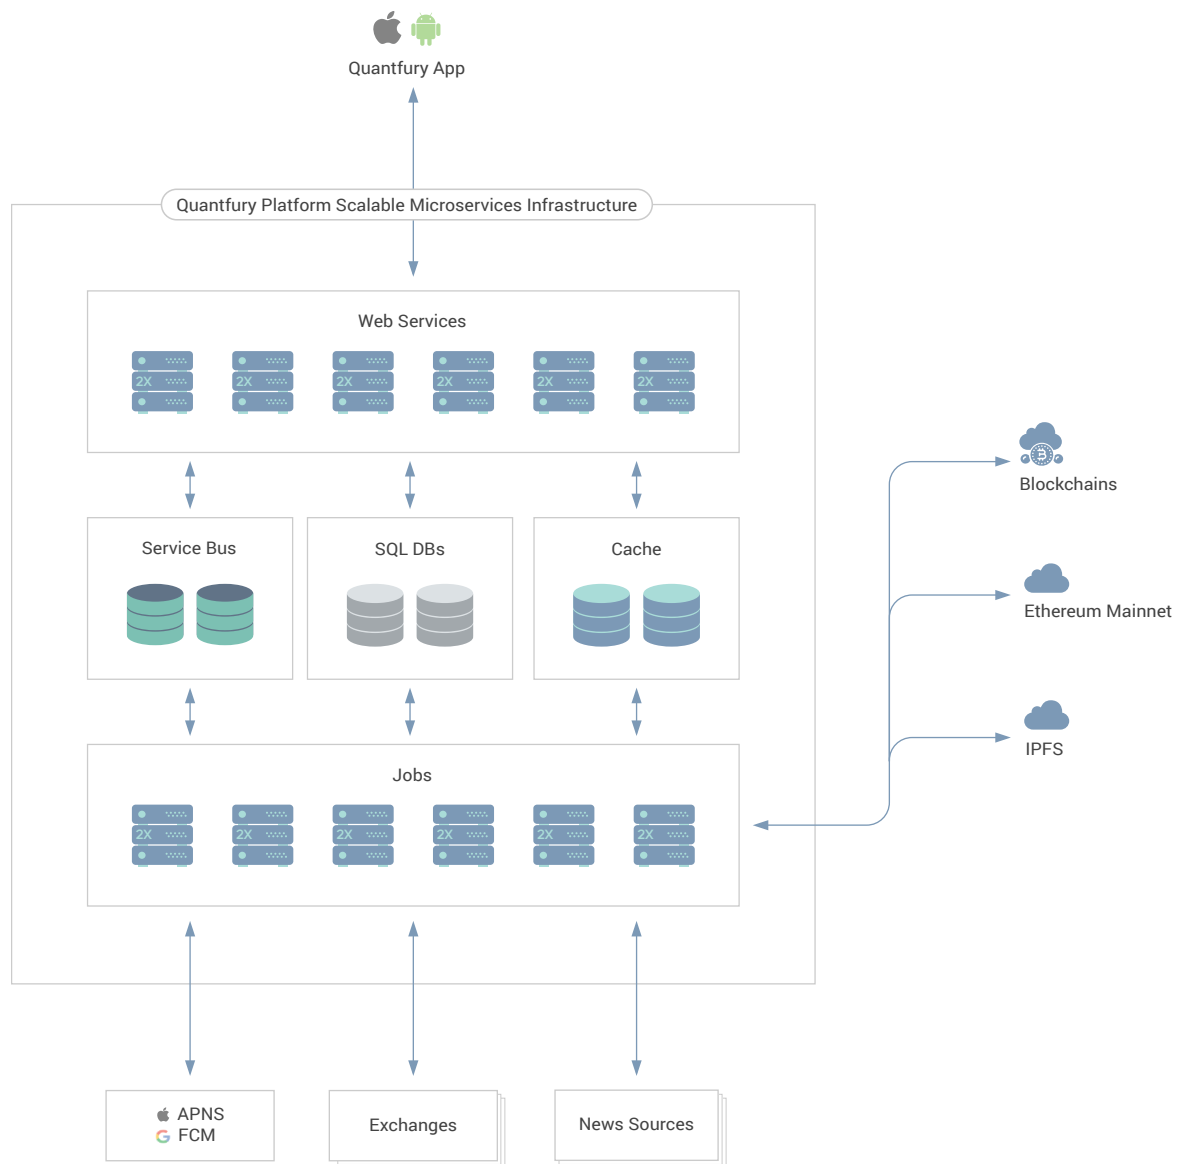 Quantfury App
Quantfury Platform Scalable Microservices Infrastructure
Web Services
2X 2X 2X 2X 2X 2X
Blockchains
Service Bus
SQL DBs
Cache
Ethereum Mainnet
IPFS
Jobs
2X 2X 2X 2X 2X 2X
APNS
FCM
Exchanges
News Sources